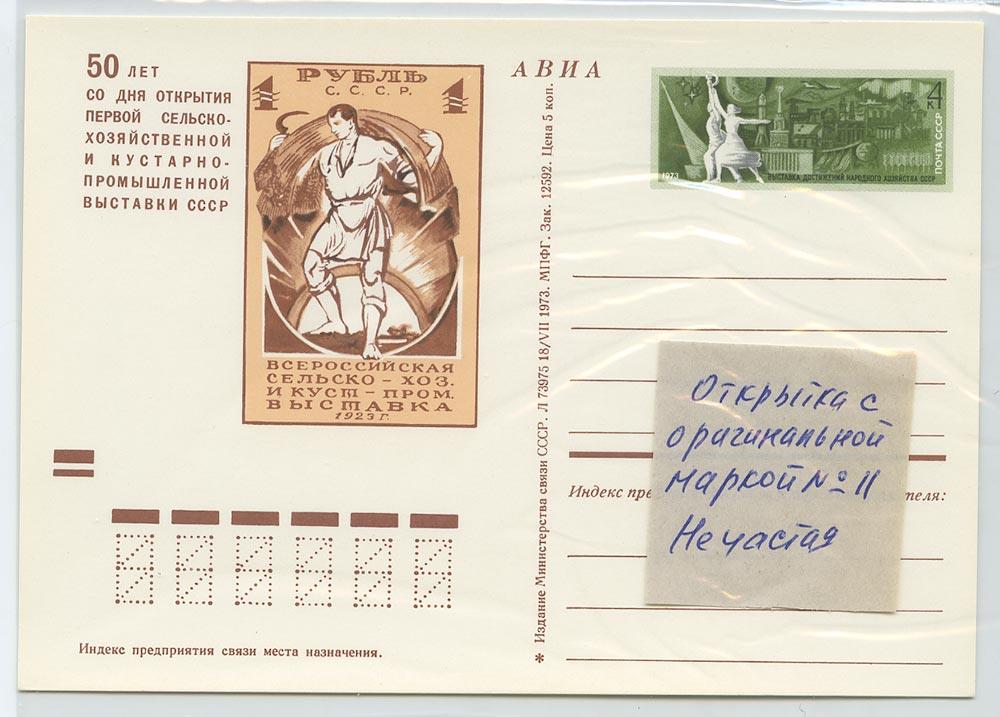 50 ЛЕТ
СО ДНЯ ОТКРЫТИЯ
ПЕРВОЙ СЕЛЬСКО-
ХОЗЯЙСТВЕННОЙ
И КУСТАРНО-
ПРОМЫШЛЕННОЙ
ВЫСТАВКИ СССР
РУБЛЬ
С. С. С. Р.
1 1
ВСЕРОССИЙСКАЯ
СЕЛЬСКО-ХОЗ.
И КУСТ-ПРОМ.
ВЫСТАВКА
1923 Г.
Индекс предприятия связи места назначения.
* Издание Министерства связи СССР. Л 73975 18/VII 1973. МПФГ. Зак. 12592. Цена 5 коп.
АВИА
4
К
ПОЧТА СССР
1973
ВЫСТАВКА ДОСТИЖЕНИЙ НАРОДНОГО ХОЗЯЙСТВА СССР
Индекс пре
теля:
Открытка с
оригинальной
маркой № 11
Не частая